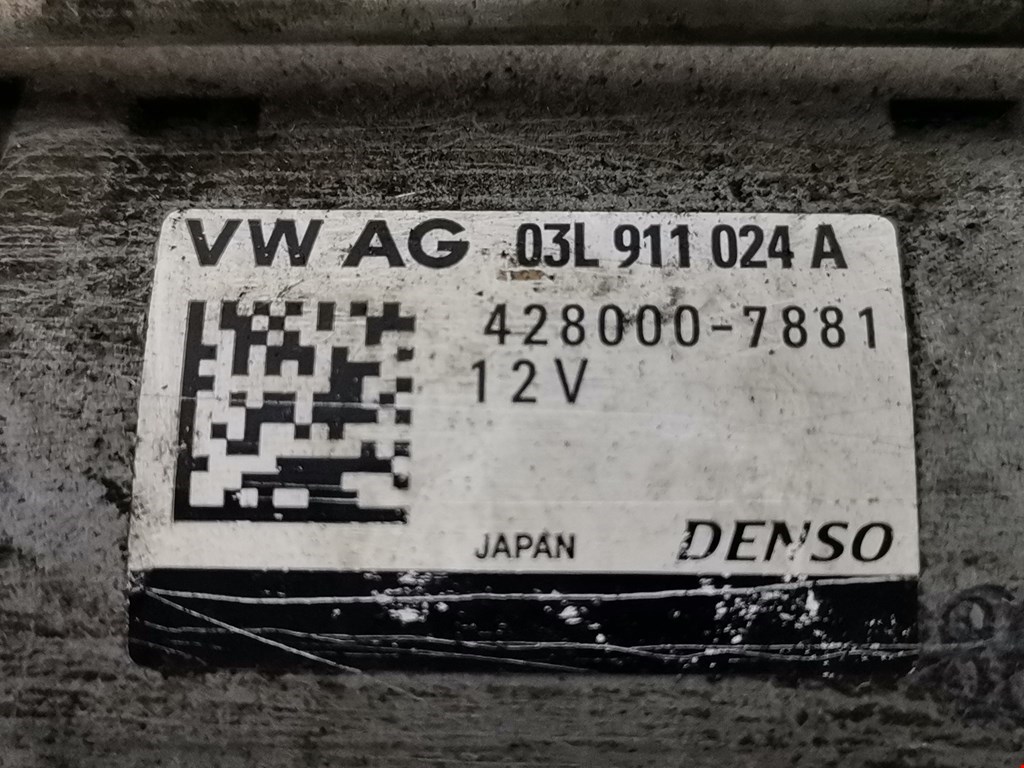 VW AG 03L 911 024 A
428000-7881
12V
JAPAN DENSO